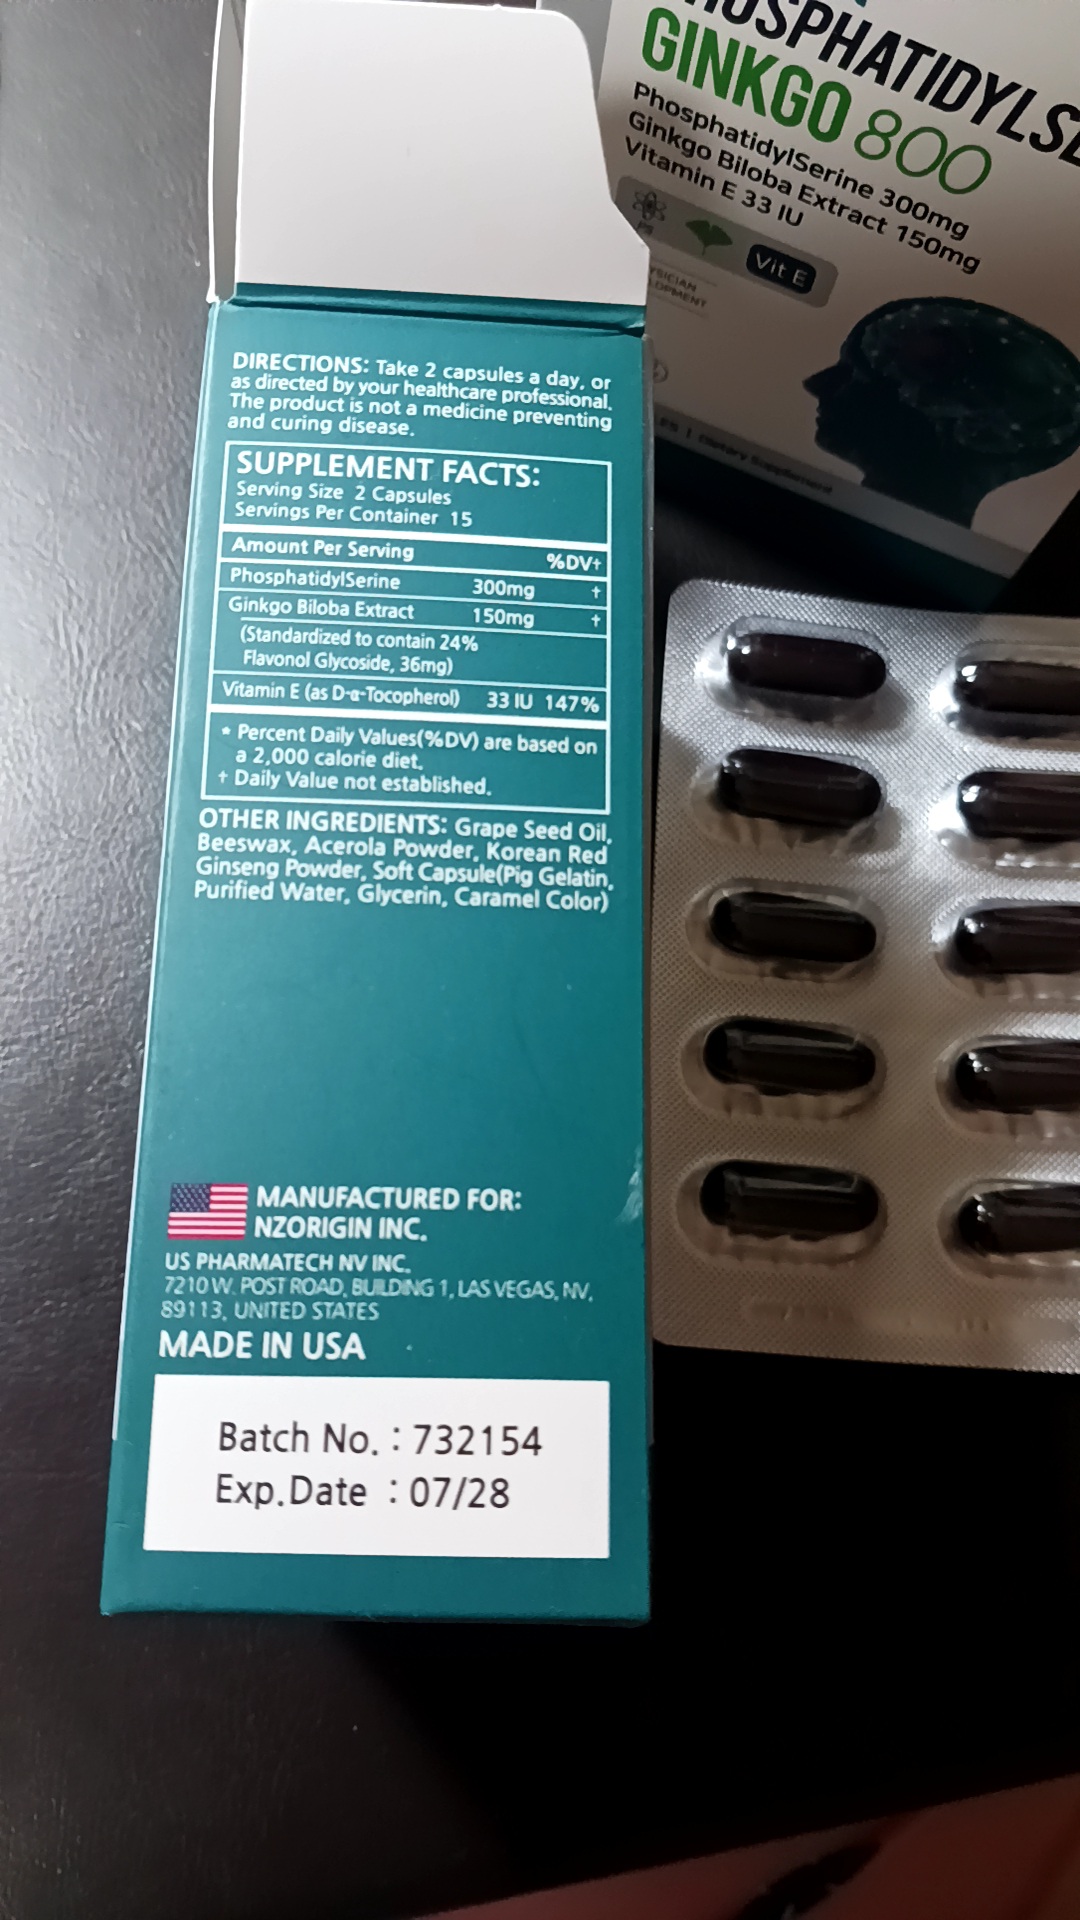 GINKGO 800
PhosphatidylSerine 300mg
Ginkgo Biloba Extract 150mg
Vitamin E 33 IU
PS
Vit E
DIRECTIONS: Take 2 capsules a day, or
as directed by your healthcare professional.
The product is not a medicine preventing
and curing disease.
SUPPLEMENT FACTS:
Serving Size 2 Capsules
Servings Per Container 15
Amount Per Serving %DV†
PhosphatidylSerine 300mg †
Ginkgo Biloba Extract 150mg †
(Standardized to contain 24%
Flavonol Glycoside, 36mg)
Vitamin E (as D-α-Tocopherol) 33 IU 147%
* Percent Daily Values(%DV) are based on
a 2,000 calorie diet.
† Daily Value not established.
OTHER INGREDIENTS: Grape Seed Oil,
Beeswax, Acerola Powder, Korean Red
Ginseng Powder, Soft Capsule(Pig Gelatin,
Purified Water, Glycerin, Caramel Color)
MANUFACTURED FOR:
NZORIGIN INC.
US PHARMATECH NV INC.
7210 W. POST ROAD, BUILDING 1, LAS VEGAS, NV,
89113, UNITED STATES
MADE IN USA
Batch No. : 732154
Exp.Date : 07/28
Dietary Supplement